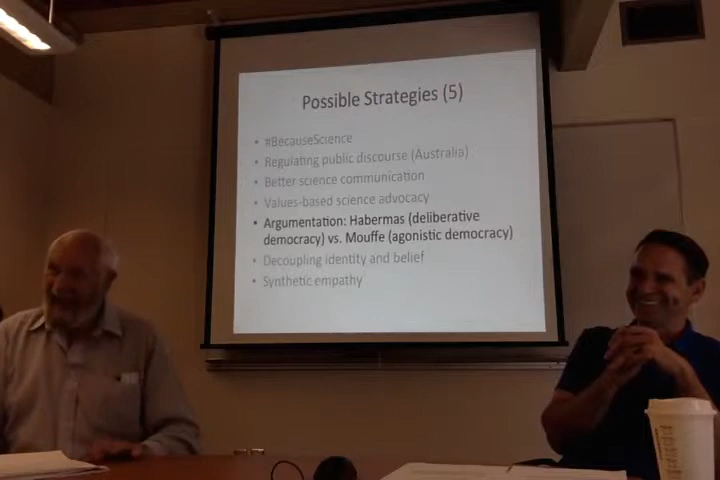 Possible Strategies (5)
• #BecauseScience
• Regulating public discourse (Australia)
• Better science communication
• Values-based science advocacy
• Argumentation: Habermas (deliberative
democracy) vs. Mouffe (agonistic democracy)
• Decoupling identity and belief
• Synthetic empathy